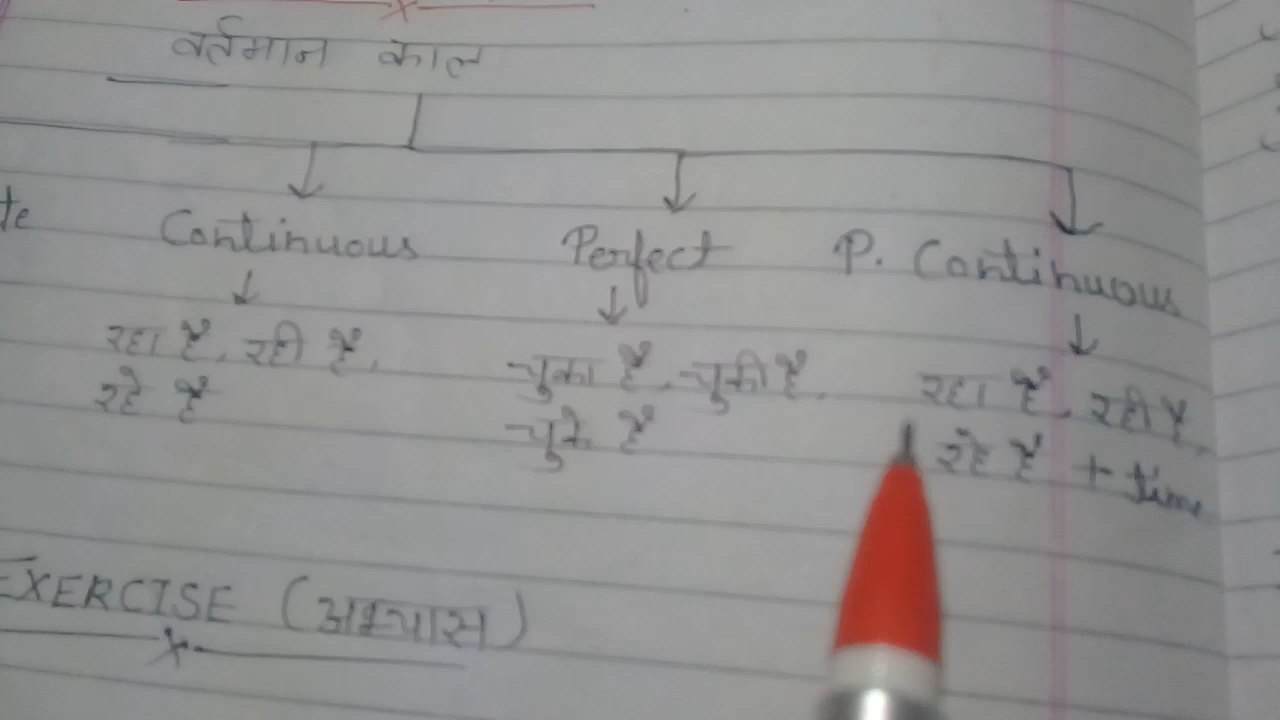 वर्तमान काल
te Continuous Perfect P. Continuous
रहा है, रही है, चुका है, चुकी है, रहा है, रही है,
रहे हैं चुके हैं रहे हैं + time
EXERCISE (अभ्यास)